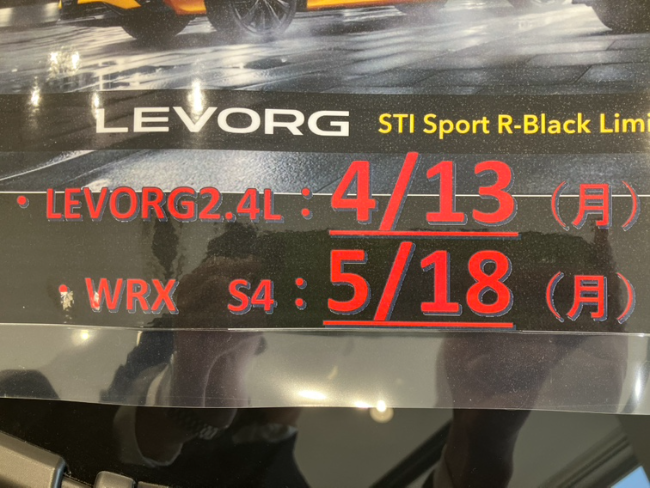 LEVORG STI Sport R-Black Limi
・LEVORG2.4L：4/13（月）
・WRX　S4：5/18（月）